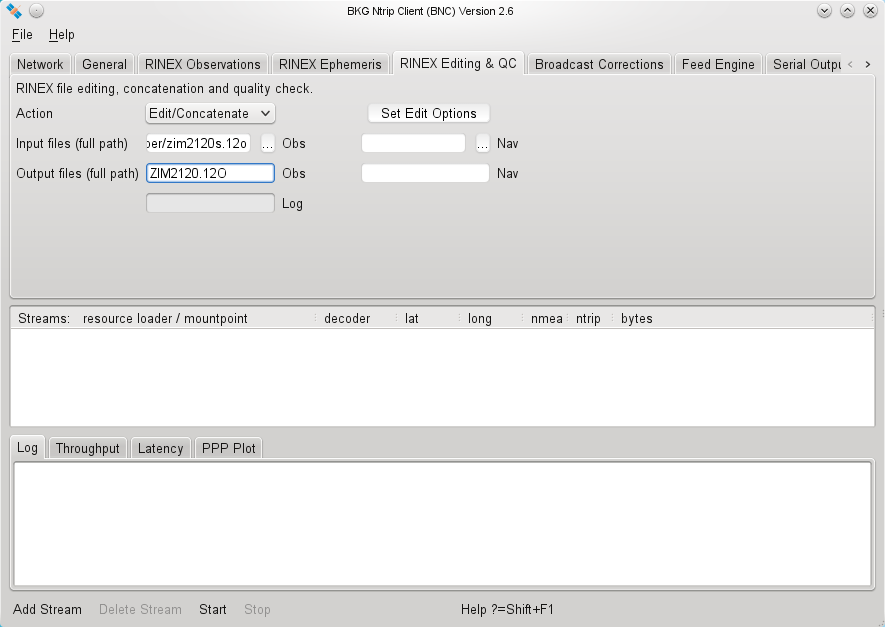 BKG Ntrip Client (BNC) Version 2.6
File Help
Network General RINEX Observations RINEX Ephemeris RINEX Editing & QC Broadcast Corrections Feed Engine Serial Outpu
RINEX file editing, concatenation and quality check.
Action Edit/Concatenate Set Edit Options
Input files (full path) per/zim2120s.12o ... Obs ... Nav
Output files (full path) ZIM2120.12O Obs Nav
Log
Streams: resource loader / mountpoint decoder lat long nmea ntrip bytes
Log Throughput Latency PPP Plot
Add Stream Delete Stream Start Stop Help ?=Shift+F1